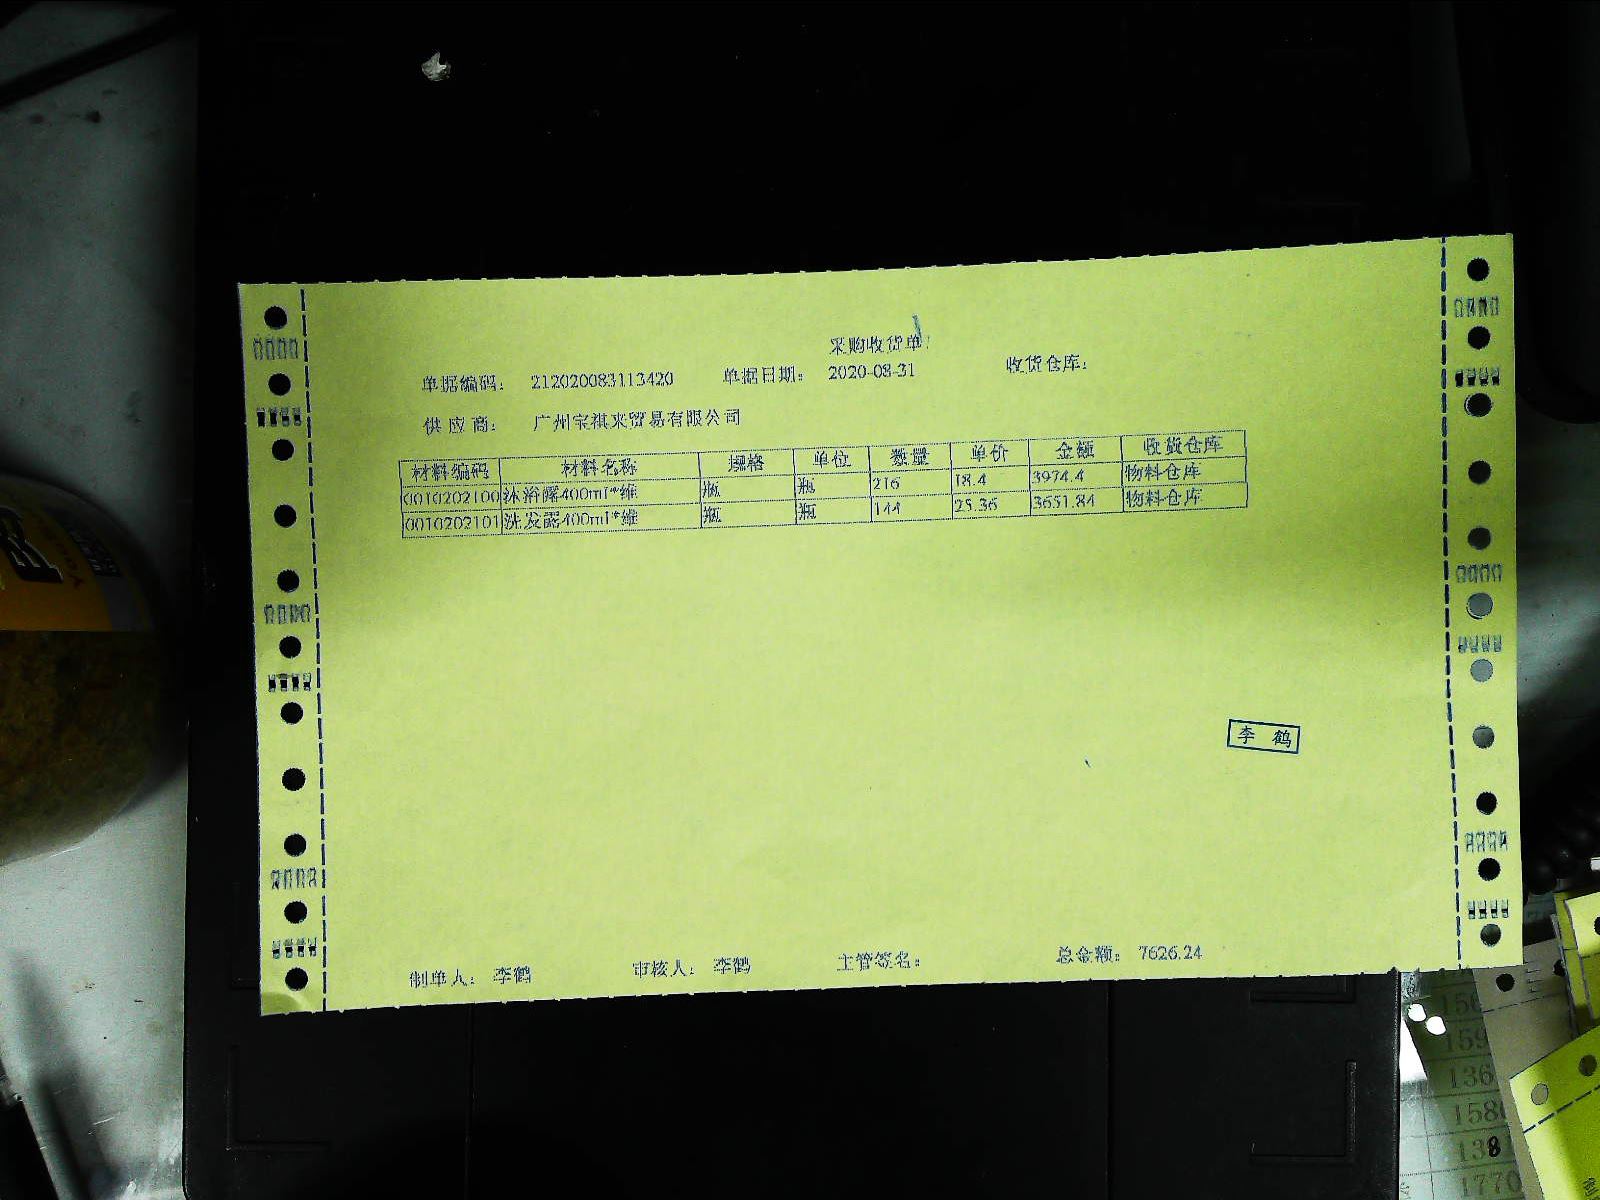 采购收货单
单据编码: 212020083113420 单据日期: 2020-08-31 收货仓库:
供应商: 广州宝祺来贸易有限公司
材料编码 材料名称 规格 单位 数量 单价 金额 收货仓库
0010202100 沐浴露400ml*维 瓶 瓶 216 18.4 3974.4 物料仓库
0010202101 洗发露400ml*维 瓶 瓶 144 25.36 3651.84 物料仓库
李 鹤
制单人: 李鹤 审核人: 李鹤 主管签名: 总金额: 7626.24
136
158
138
1770